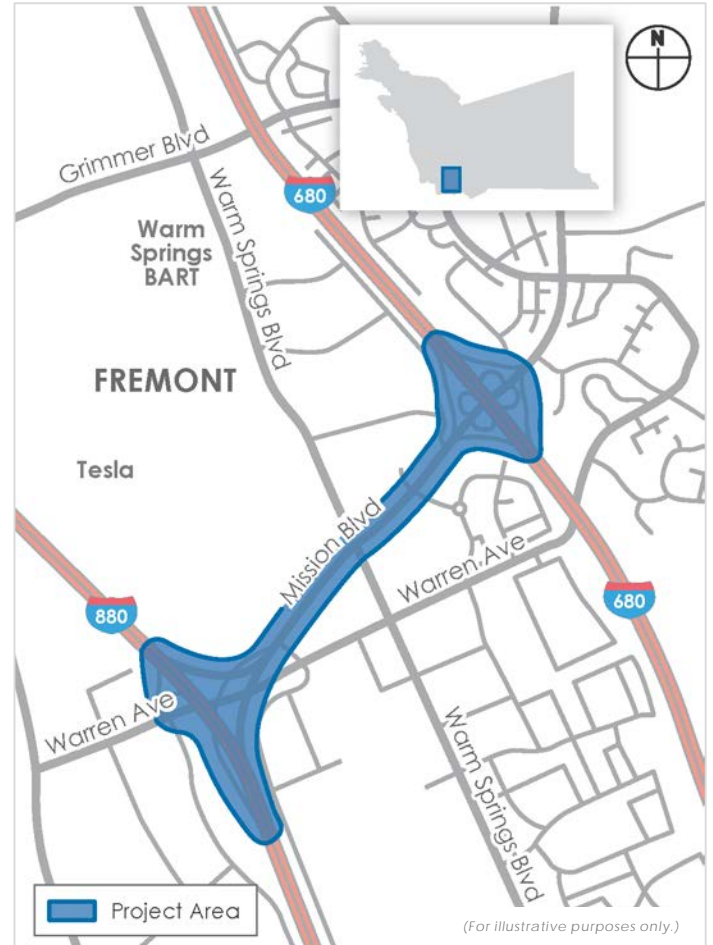 N
Grimmer Blvd
680
Warm
Springs
BART
Warm Springs Blvd
FREMONT
Tesla
Mission Blvd
Warren Ave
680
880
Warren Ave
Warm Springs Blvd
Project Area
(For illustrative purposes only.)